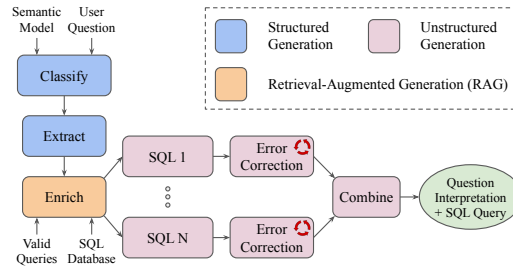 Semantic Model
User Question
Classify
Extract
Enrich
Valid Queries
SQL Database
SQL 1
SQL N
Error Correction
Error Correction
Combine
Question Interpretation + SQL Query
Structured Generation
Unstructured Generation
Retrieval-Augmented Generation (RAG)